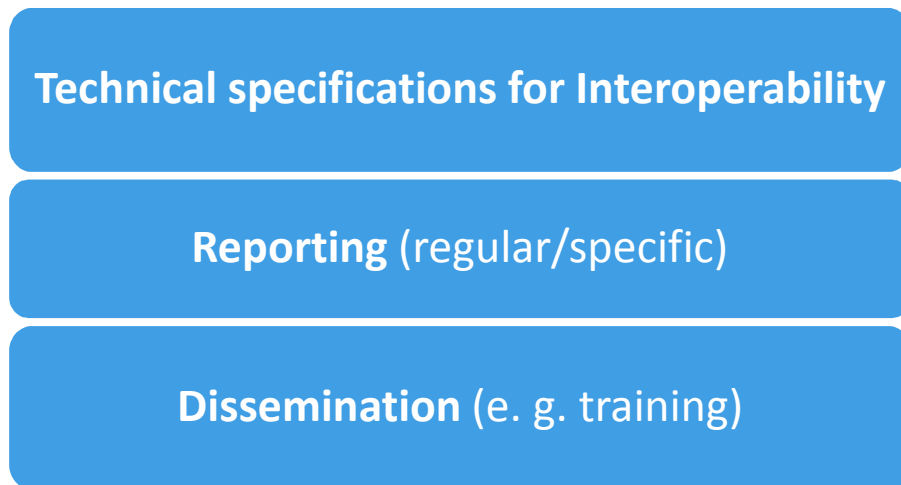 Technical specifications for Interoperability
Reporting (regular/specific)
Dissemination (e. g. training)